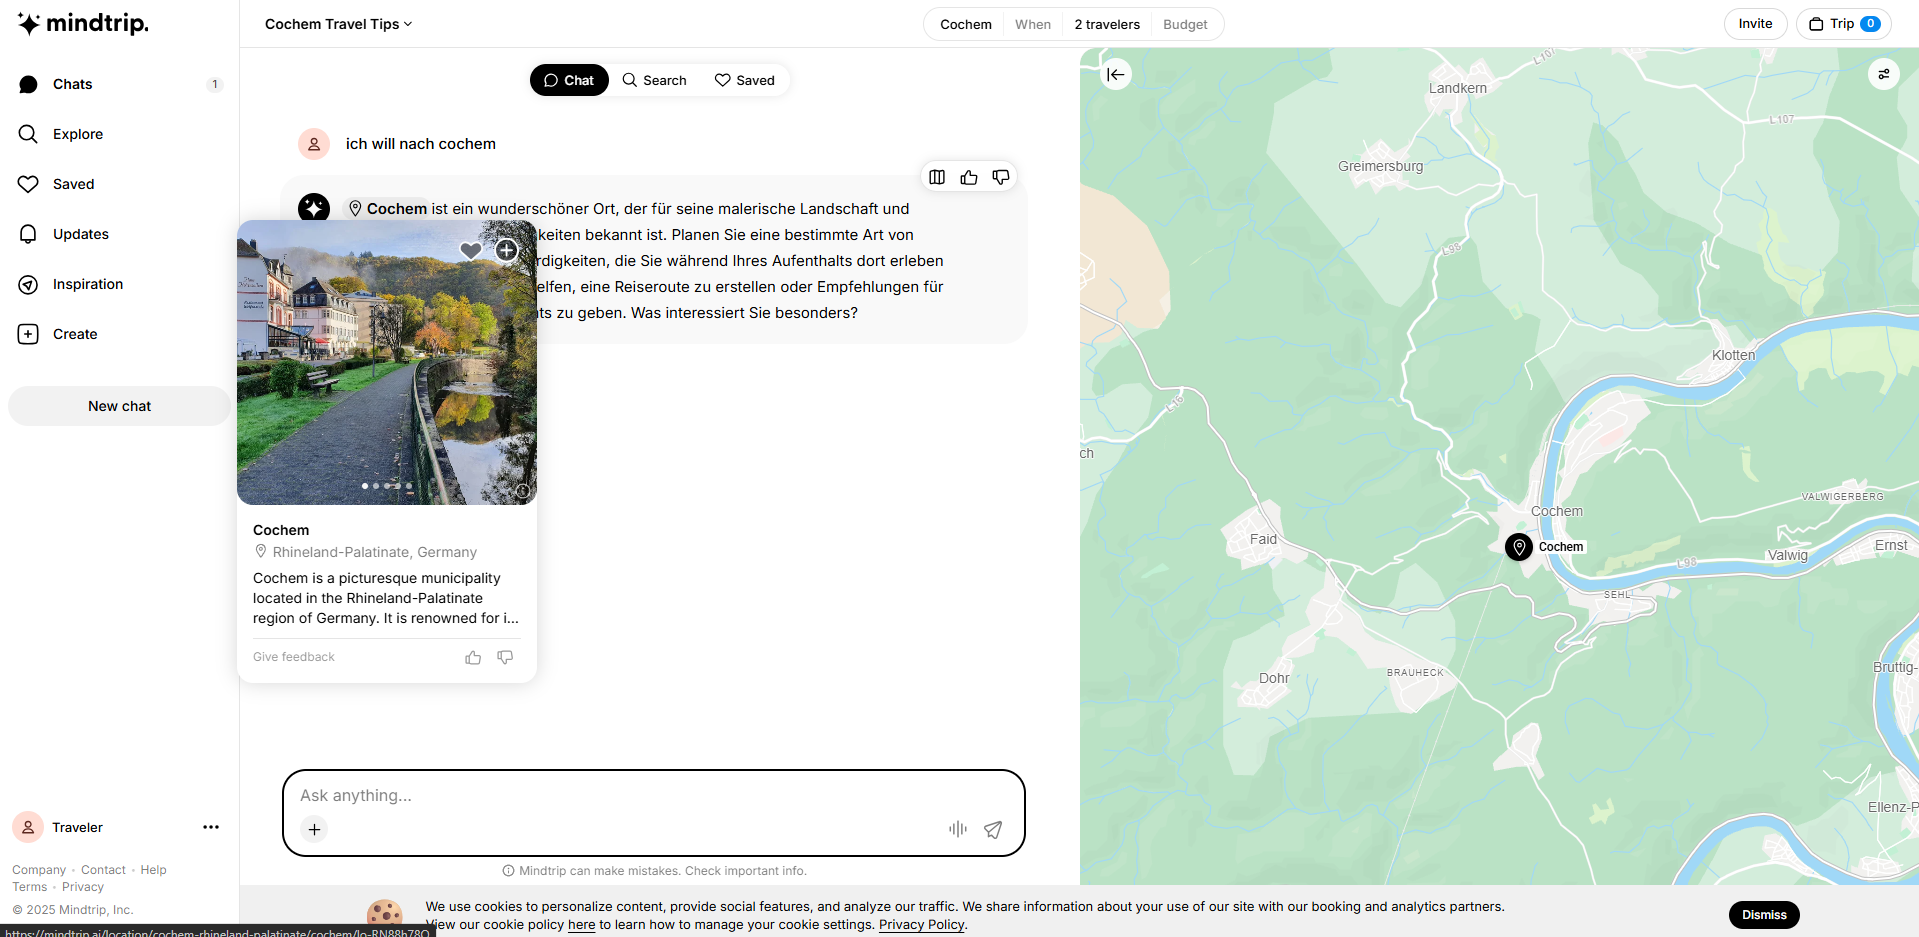 mindtrip.
Cochem Travel Tips
Cochem
When
2 travelers
Budget
Invite
Trip 0
Chats
1
Explore
Saved
Updates
Inspiration
Create
New chat
Chat
Search
Saved
ich will nach cochem
Cochem ist ein wunderschöner Ort, der für seine malerische Landschaft und
keiten bekannt ist. Planen Sie eine bestimmte Art von
rdigkeiten, die Sie während Ihres Aufenthalts dort erleben
elfen, eine Reiseroute zu erstellen oder Empfehlungen für
ts zu geben. Was interessiert Sie besonders?
Cochem
Rhineland-Palatinate, Germany
Cochem is a picturesque municipality
located in the Rhineland-Palatinate
region of Germany. It is renowned for i...
Give feedback
Ask anything...
Mindtrip can make mistakes. Check important info.
Traveler
Company • Contact • Help
Terms • Privacy
© 2025 Mindtrip, Inc.
We use cookies to personalize content, provide social features, and analyze our traffic. We share information about your use of our site with our booking and analytics partners.
View our cookie policy here to learn how to manage your cookie settings. Privacy Policy.
Dismiss
https://mindtrip.ai/location/cochem-rhineland-palatinate/cochem/lo-RN88h78O
L107
Landkern
L107
Greimersburg
L98
Klotten
L16
ch
VALWIGERBERG
Cochem
Faid
Cochem
Valwig
Ernst
L98
SEHL
Bruttig-
BRAUHECK
Dohr
Ellenz-P